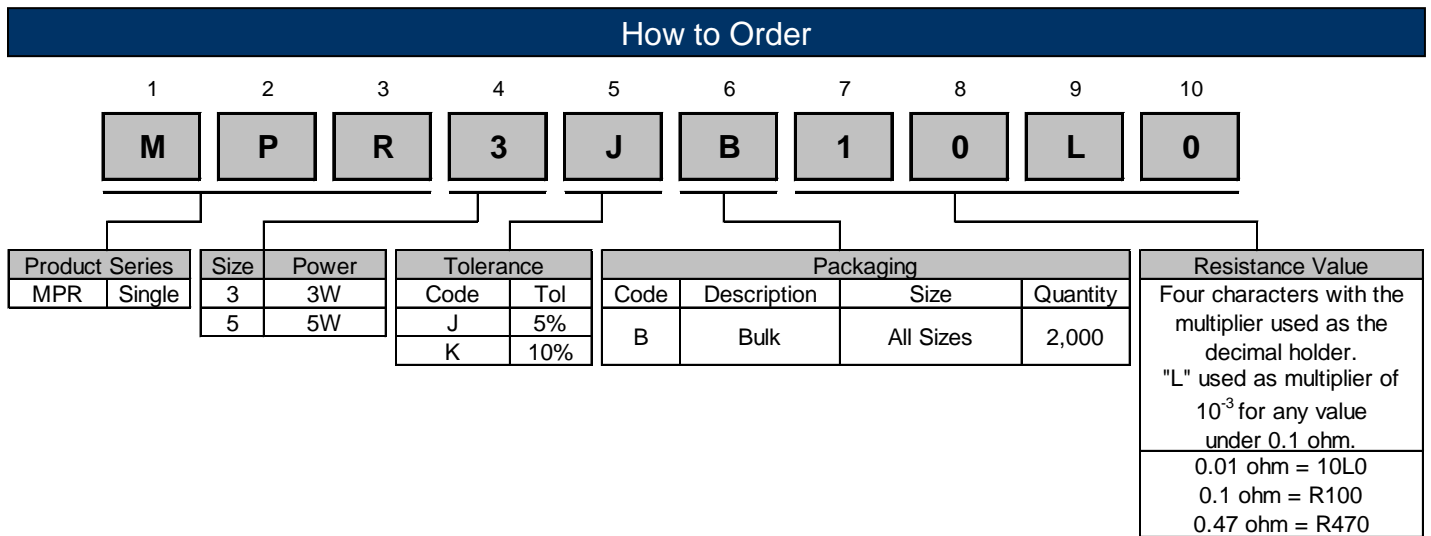 How to Order
1 2 3 4 5 6 7 8 9 10
M P R 3 J B 1 0 L 0
Product Series
MPR Single
Size Power
3 3W
5 5W
Tolerance
Code Tol
J 5%
K 10%
Packaging
Code Description Size Quantity
B Bulk All Sizes 2,000
Resistance Value
Four characters with the
multiplier used as the
decimal holder.
"L" used as multiplier of
10⁻³ for any value
under 0.1 ohm.
0.01 ohm = 10L0
0.1 ohm = R100
0.47 ohm = R470